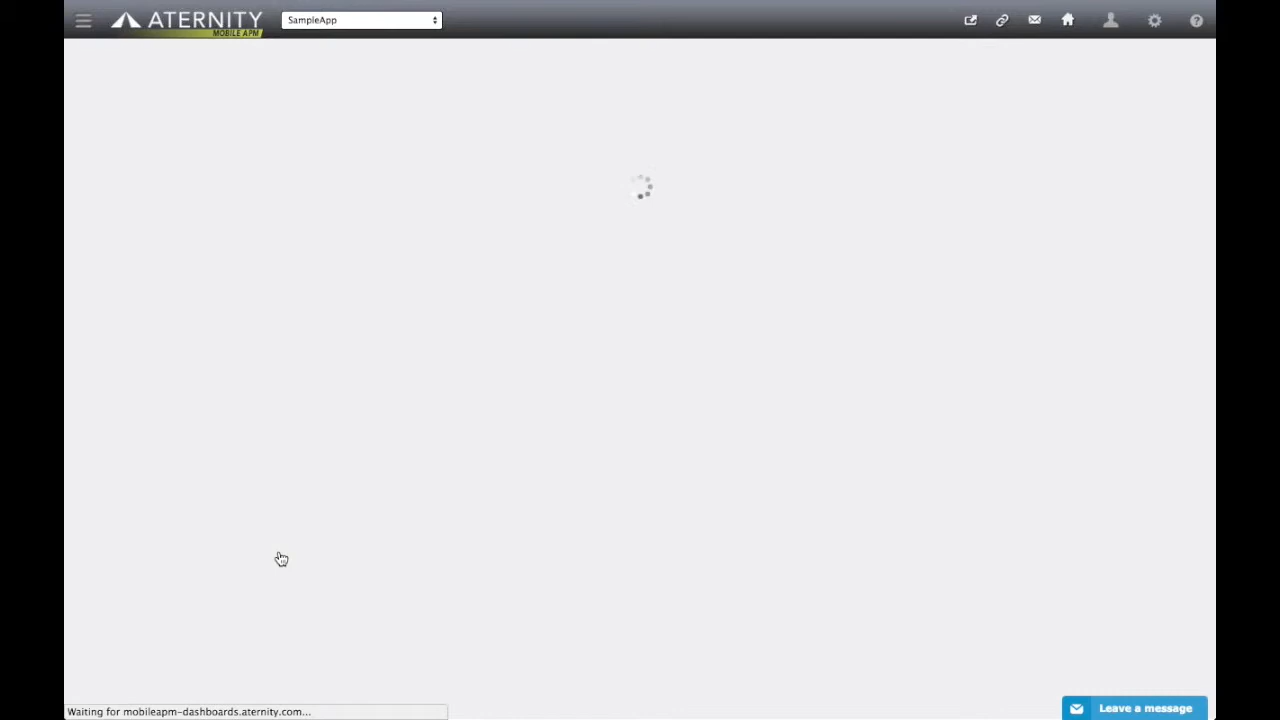 ATERNITY
MOBILE APM
SampleApp
Waiting for mobileapm-dashboards.aternity.com...
Leave a message